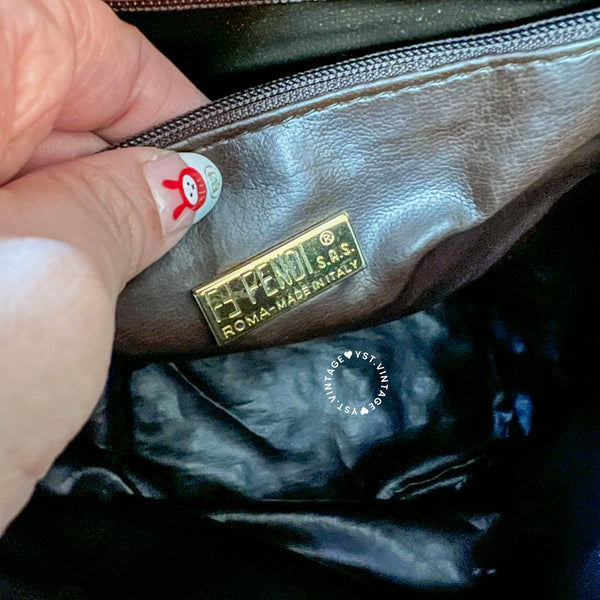 FF FENDI® S.A.S.
ROMA-MADE IN ITALY
YST.VINTAGE♥YST.VINTAGE♥